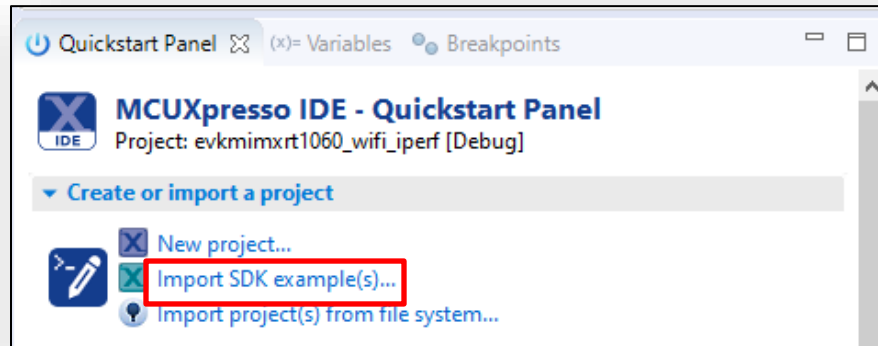 Quickstart Panel (x)= Variables Breakpoints
MCUXpresso IDE - Quickstart Panel
IDE Project: evkmimxrt1060_wifi_iperf [Debug]
Create or import a project
New project...
Import SDK example(s)...
Import project(s) from file system...